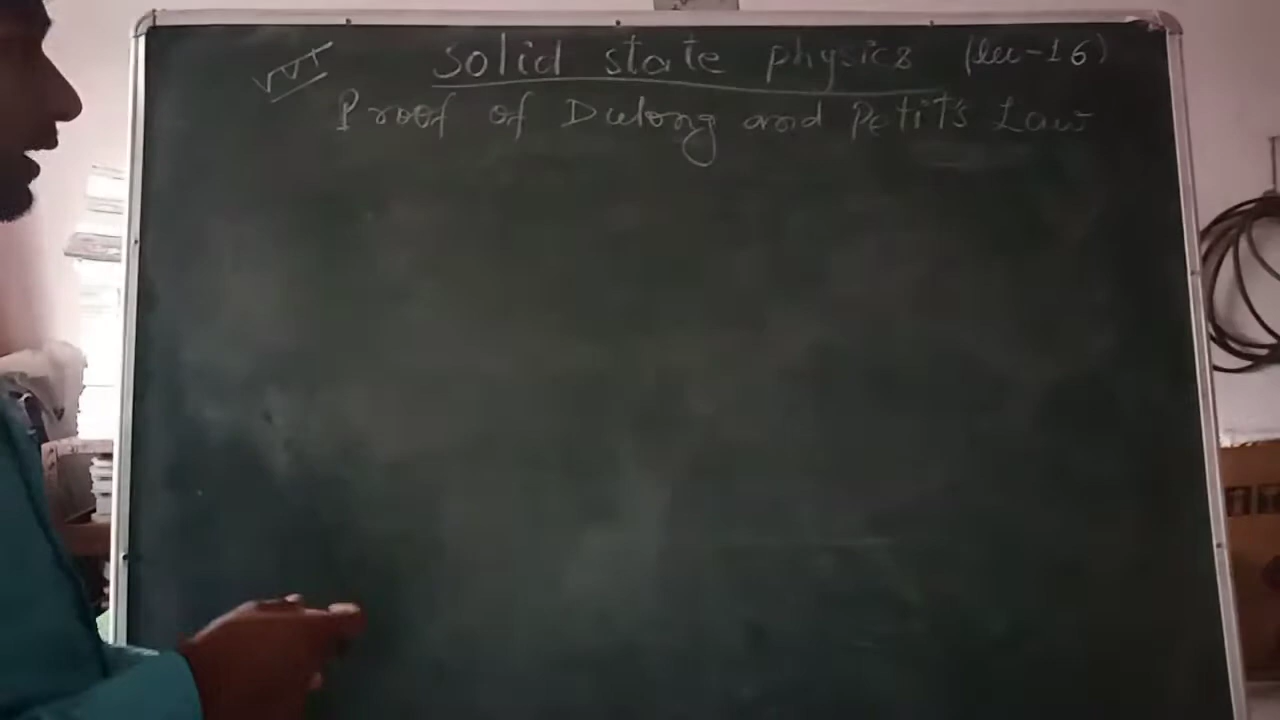 VVI Solid state physics (Lec-16)
Proof of Dulong and Petit's Law